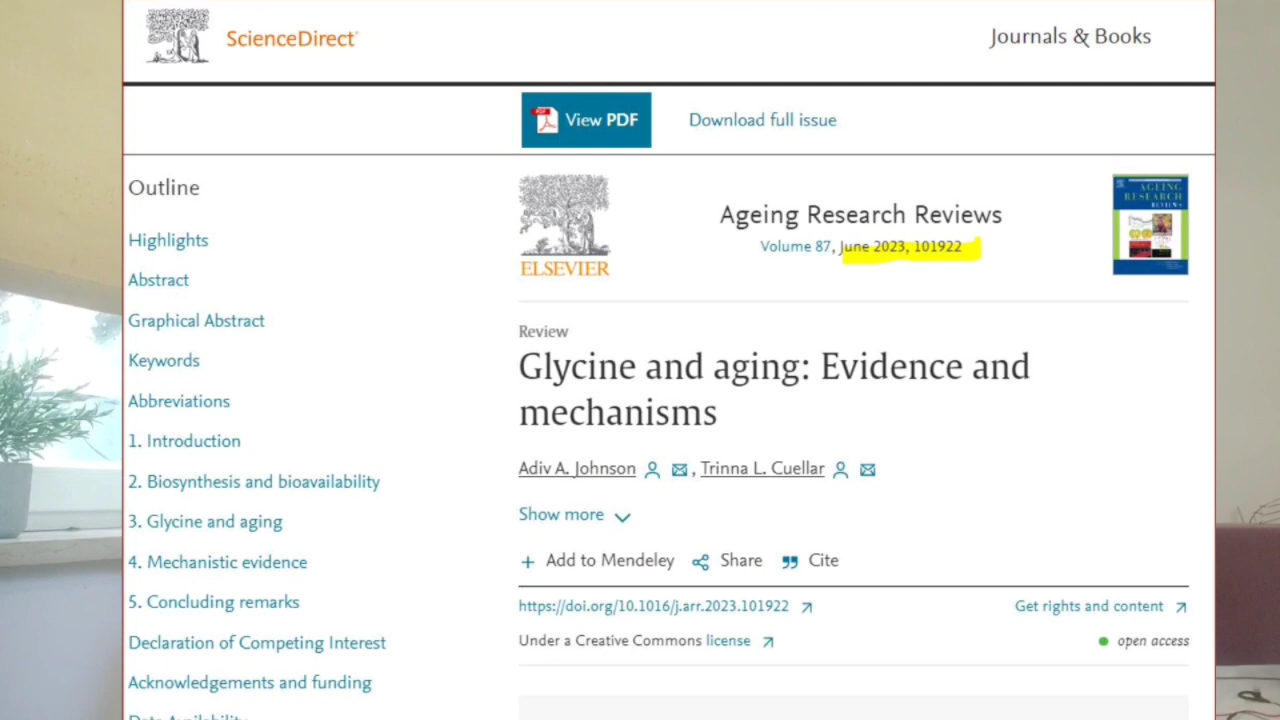 ScienceDirect
Journals & Books
View PDF
Download full issue
Outline
Highlights
Abstract
Graphical Abstract
Keywords
Abbreviations
1. Introduction
2. Biosynthesis and bioavailability
3. Glycine and aging
4. Mechanistic evidence
5. Concluding remarks
Declaration of Competing Interest
Acknowledgements and funding
ELSEVIER
Ageing Research Reviews
Volume 87, June 2023, 101922
AGEING
RESEARCH
REVIEWS
Review
Glycine and aging: Evidence and
mechanisms
Adiv A. Johnson , Trinna L. Cuellar
Show more
+ Add to Mendeley Share Cite
https://doi.org/10.1016/j.arr.2023.101922
Get rights and content
Under a Creative Commons license
open access